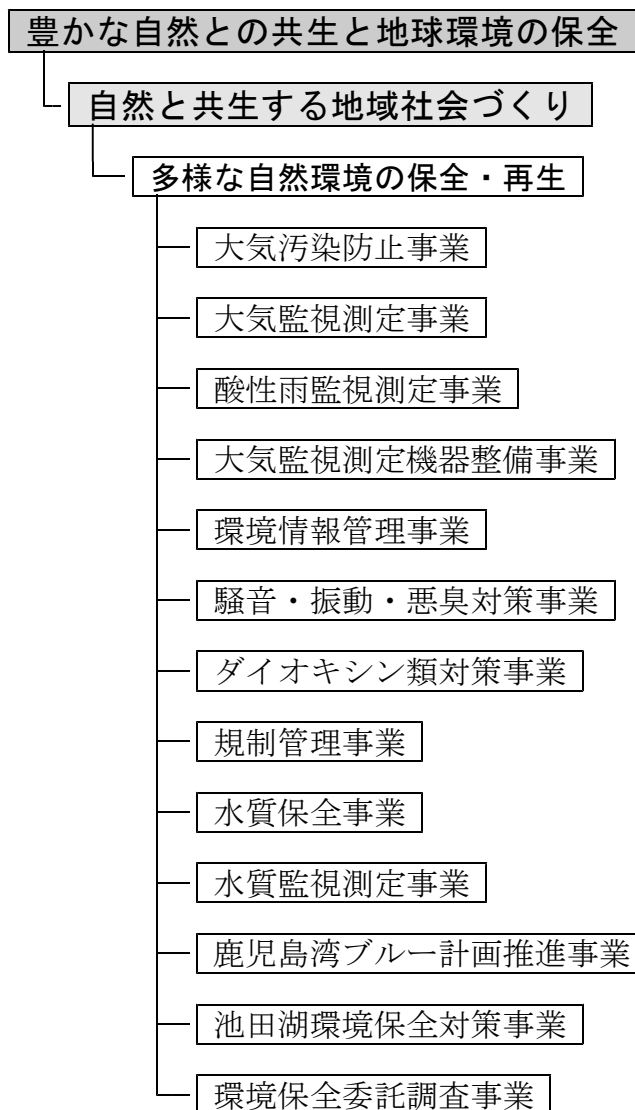 豊かな自然との共生と地球環境の保全
自然と共生する地域社会づくり
多様な自然環境の保全・再生
大気汚染防止事業
大気監視測定事業
酸性雨監視測定事業
大気監視測定機器整備事業
環境情報管理事業
騒音・振動・悪臭対策事業
ダイオキシン類対策事業
規制管理事業
水質保全事業
水質監視測定事業
鹿児島湾ブルー計画推進事業
池田湖環境保全対策事業
環境保全委託調査事業